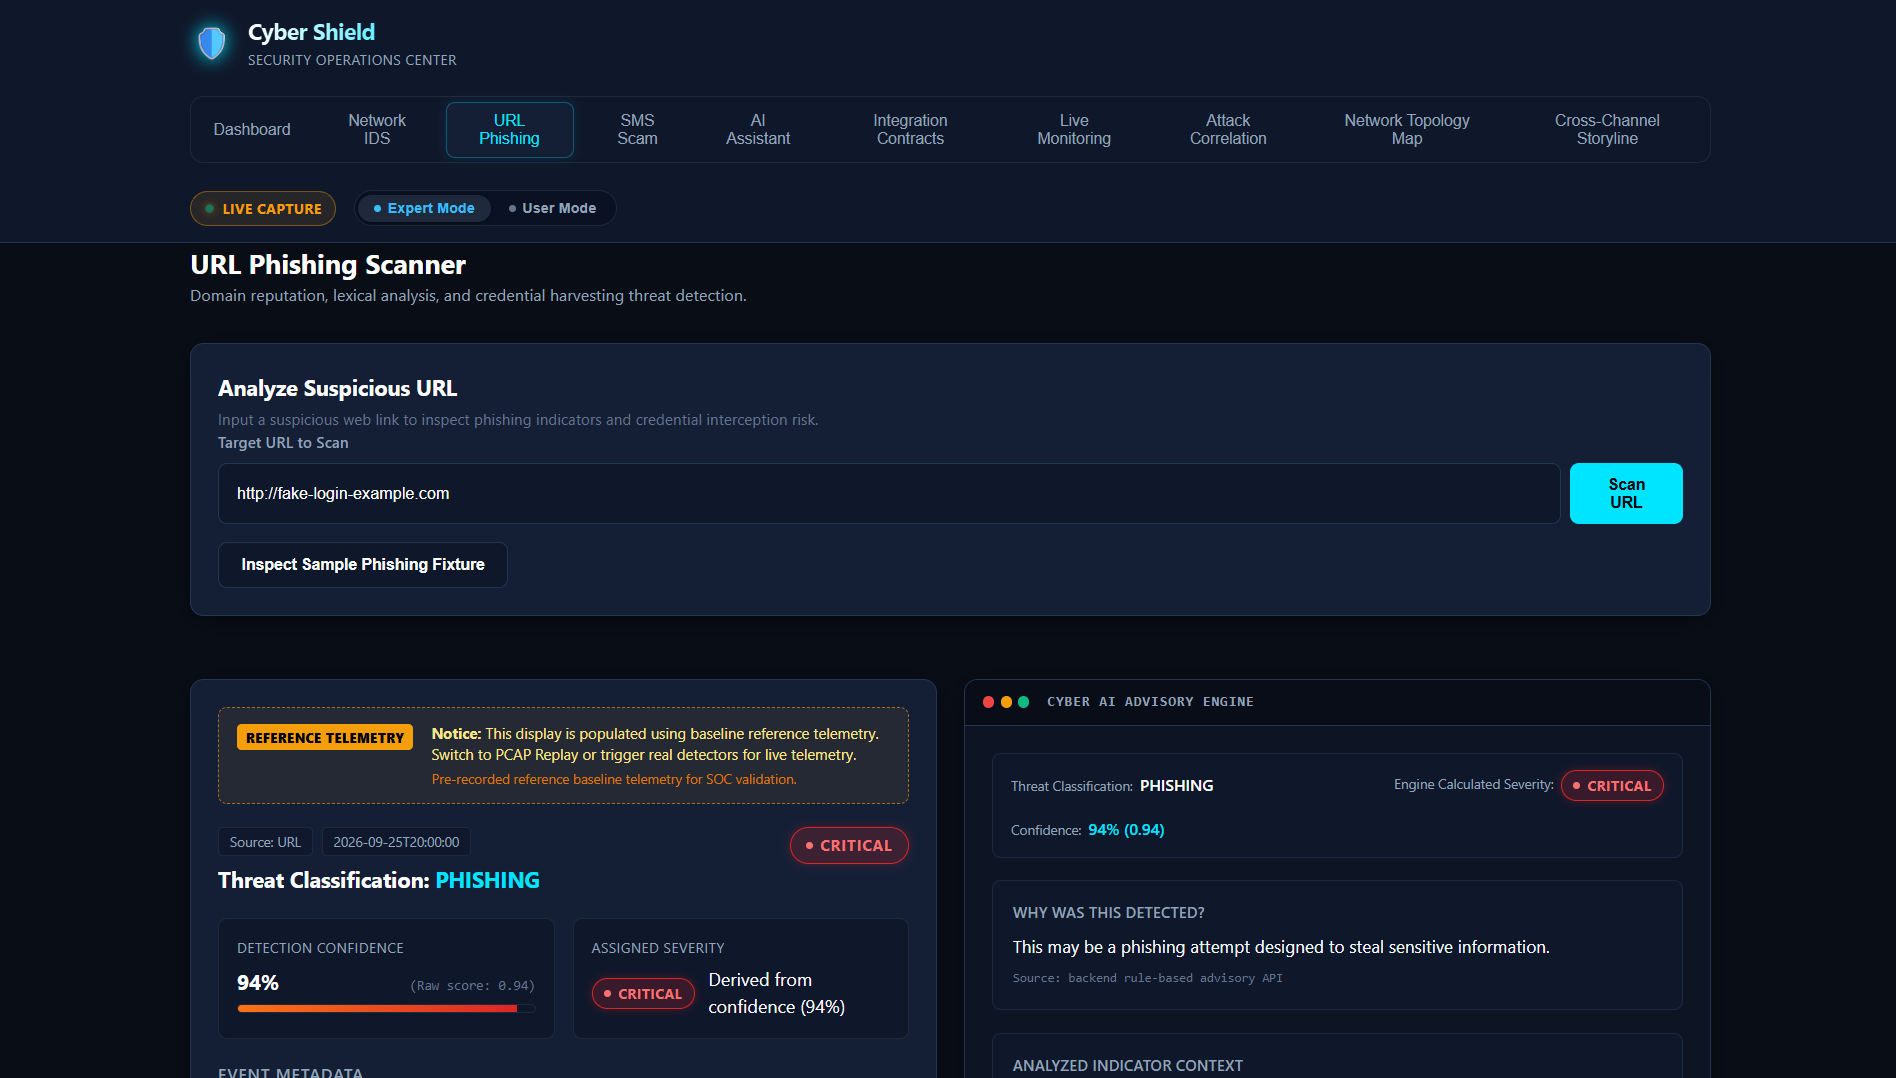 Cyber Shield
SECURITY OPERATIONS CENTER
Dashboard
Network
IDS
URL
Phishing
SMS
Scam
AI
Assistant
Integration
Contracts
Live
Monitoring
Attack
Correlation
Network Topology
Map
Cross-Channel
Storyline
LIVE CAPTURE
Expert Mode
User Mode
URL Phishing Scanner
Domain reputation, lexical analysis, and credential harvesting threat detection.
Analyze Suspicious URL
Input a suspicious web link to inspect phishing indicators and credential interception risk.
Target URL to Scan
http://fake-login-example.com
Scan
URL
Inspect Sample Phishing Fixture
REFERENCE TELEMETRY
Notice: This display is populated using baseline reference telemetry.
Switch to PCAP Replay or trigger real detectors for live telemetry.
Pre-recorded reference baseline telemetry for SOC validation.
Source: URL
2026-09-25T20:00:00
CRITICAL
Threat Classification: PHISHING
DETECTION CONFIDENCE
94%
(Raw score: 0.94)
ASSIGNED SEVERITY
CRITICAL
Derived from
confidence (94%)
EVENT METADATA
CYBER AI ADVISORY ENGINE
Threat Classification: PHISHING
Engine Calculated Severity:
CRITICAL
Confidence: 94% (0.94)
WHY WAS THIS DETECTED?
This may be a phishing attempt designed to steal sensitive information.
Source: backend rule-based advisory API
ANALYZED INDICATOR CONTEXT